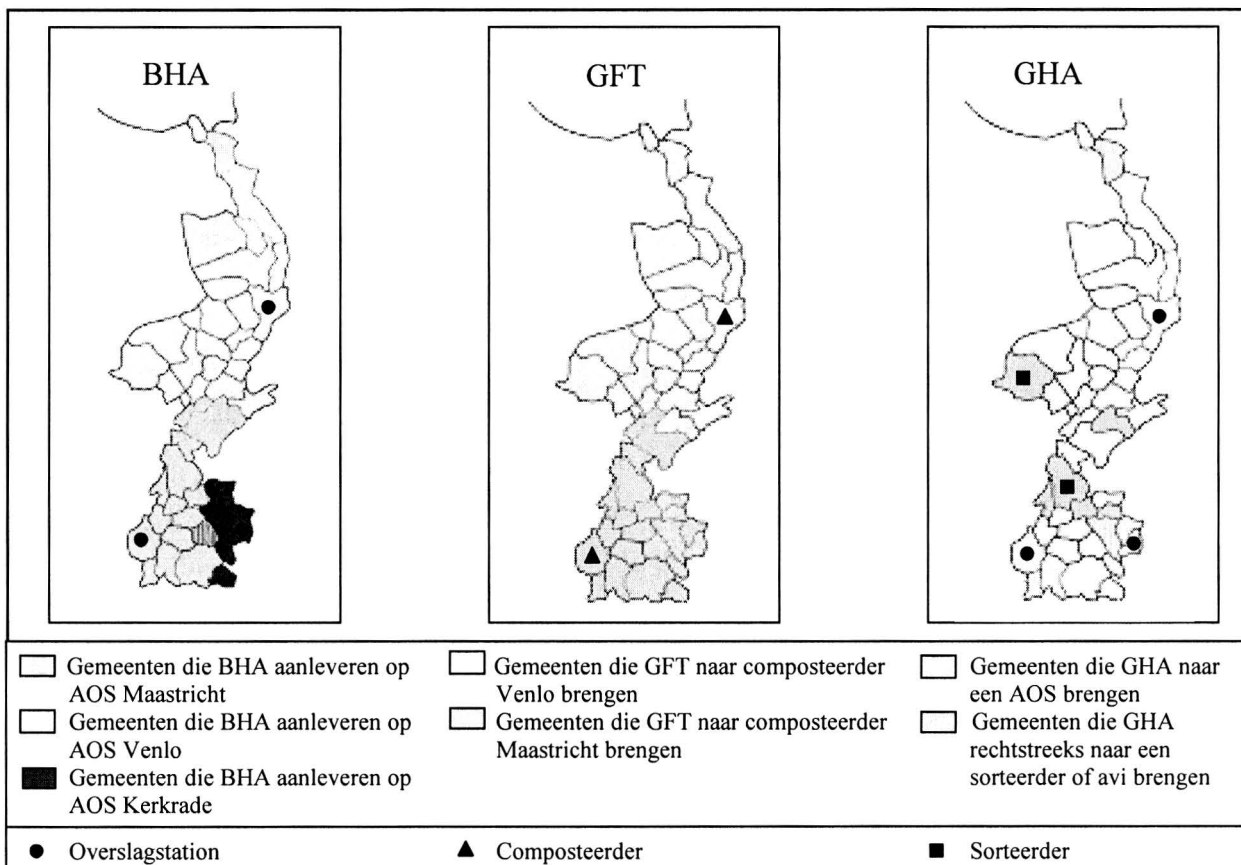 BHA
GFT
GHA
Gemeenten die BHA aanleveren op
AOS Maastricht
Gemeenten die BHA aanleveren op
AOS Venlo
Gemeenten die BHA aanleveren op
AOS Kerkrade
Gemeenten die GFT naar composteerder
Venlo brengen
Gemeenten die GFT naar composteerder
Maastricht brengen
Gemeenten die GHA naar
een AOS brengen
Gemeenten die GHA
rechtstreeks naar een
sorteerder of avi brengen
Overslagstation
Composteerder
Sorteerder